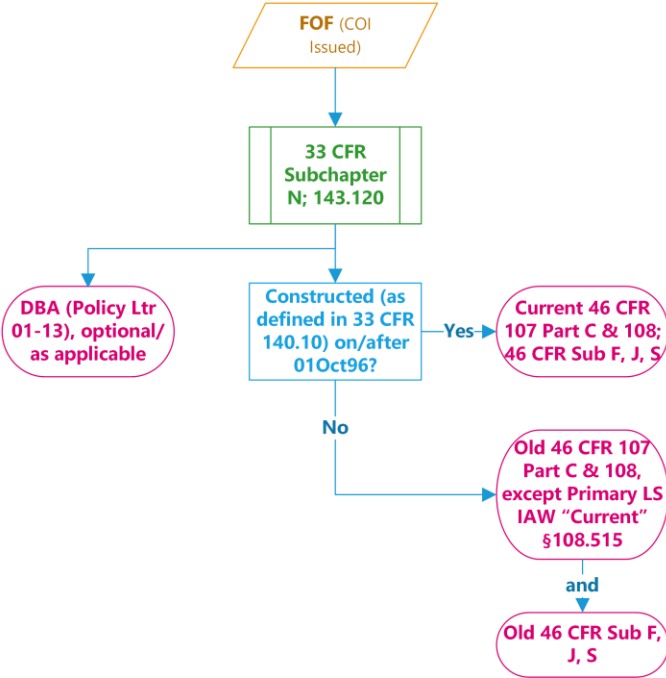 FOF (COI
Issued)
33 CFR
Subchapter
N; 143.120
DBA (Policy Ltr
01-13), optional/
as applicable
Constructed (as
defined in 33 CFR
140.10) on/after
01Oct96?
Yes
Current 46 CFR
107 Part C & 108;
46 CFR Sub F, J, S
No
Old 46 CFR 107
Part C & 108,
except Primary LS
IAW “Current”
§108.515
and
Old 46 CFR Sub F,
J, S